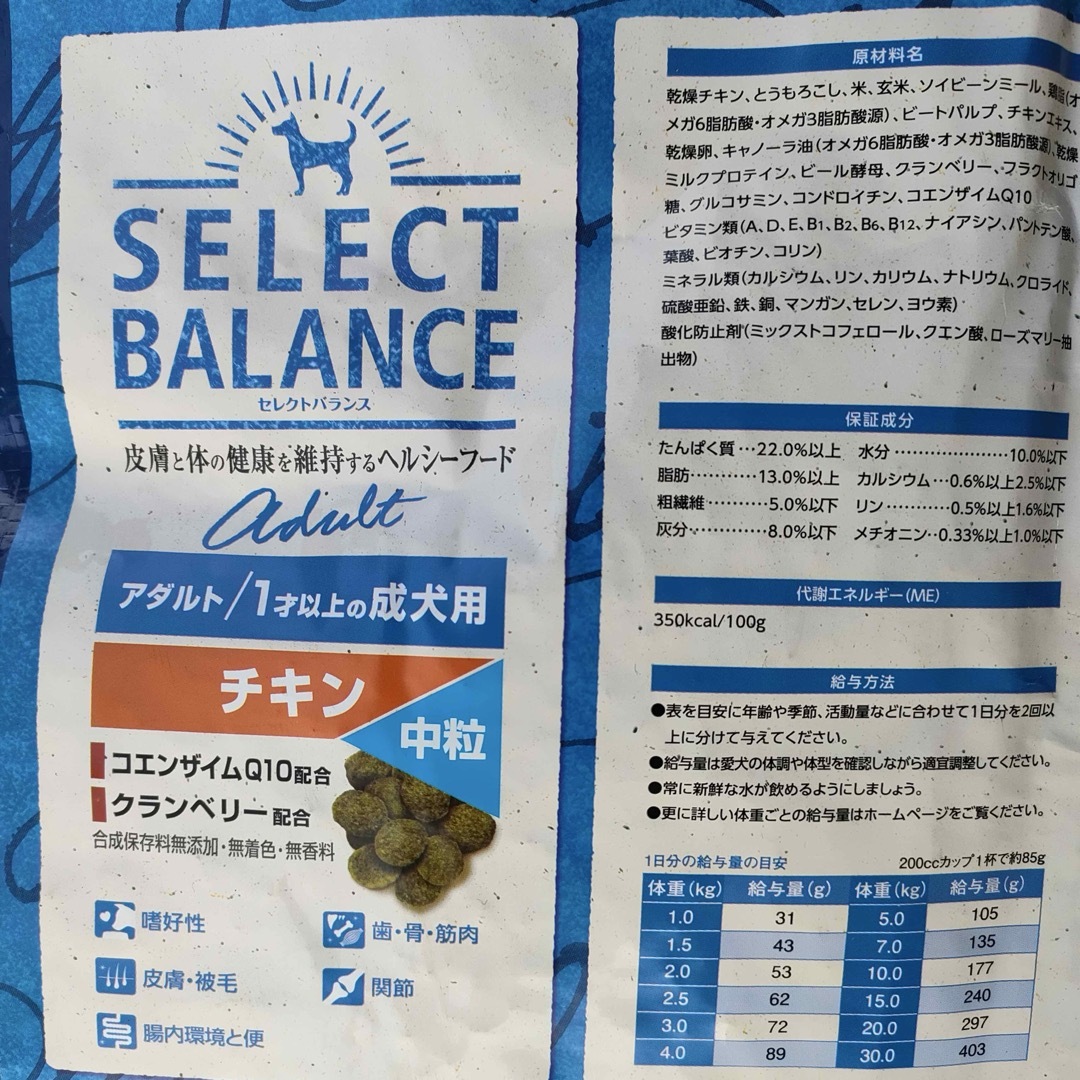 SELECT
BALANCE
セレクトバランス
皮膚と体の健康を維持するヘルシーフード
adult
アダルト/1才以上の成犬用
チキン
中粒
コエンザイムQ10配合
クランベリー配合
合成保存料無添加・無着色・無香料
嗜好性
歯・骨・筋肉
皮膚・被毛
関節
腸内環境と便
原材料名
乾燥チキン、とうもろこし、米、玄米、ソイビーンミール、鶏脂(オ
メガ6脂肪酸・オメガ3脂肪酸源)、ビートパルプ、チキンエキス、
乾燥卵、キャノーラ油(オメガ6脂肪酸・オメガ3脂肪酸源)、乾燥
ミルクプロテイン、ビール酵母、クランベリー、フラクトオリゴ
糖、グルコサミン、コンドロイチン、コエンザイムQ10
ビタミン類(A、D、E、B1、B2、B6、B12、ナイアシン、パントテン酸、
葉酸、ビオチン、コリン)
ミネラル類(カルシウム、リン、カリウム、ナトリウム、クロライド、
硫酸亜鉛、鉄、銅、マンガン、セレン、ヨウ素)
酸化防止剤(ミックストコフェロール、クエン酸、ローズマリー抽
出物)
保証成分
たんぱく質…22.0%以上 水分…………………10.0%以下
脂肪…………13.0%以上 カルシウム…0.6%以上2.5%以下
粗繊維…………5.0%以下 リン…………0.5%以上1.6%以下
灰分……………8.0%以下 メチオニン‥0.33%以上1.0%以下
代謝エネルギー(ME)
350kcal/100g
給与方法
●表を目安に年齢や季節、活動量などに合わせて1日分を2回以
上に分けて与えてください。
●給与量は愛犬の体調や体型を確認しながら適宜調整してください。
●常に新鮮な水が飲めるようにしましょう。
●更に詳しい体重ごとの給与量はホームページをご覧ください。
1日分の給与量の目安 200ccカップ1杯で約85g
体重(kg) 給与量(g) 体重(kg) 給与量(g)
1.0 31 5.0 105
1.5 43 7.0 135
2.0 53 10.0 177
2.5 62 15.0 240
3.0 72 20.0 297
4.0 89 30.0 403